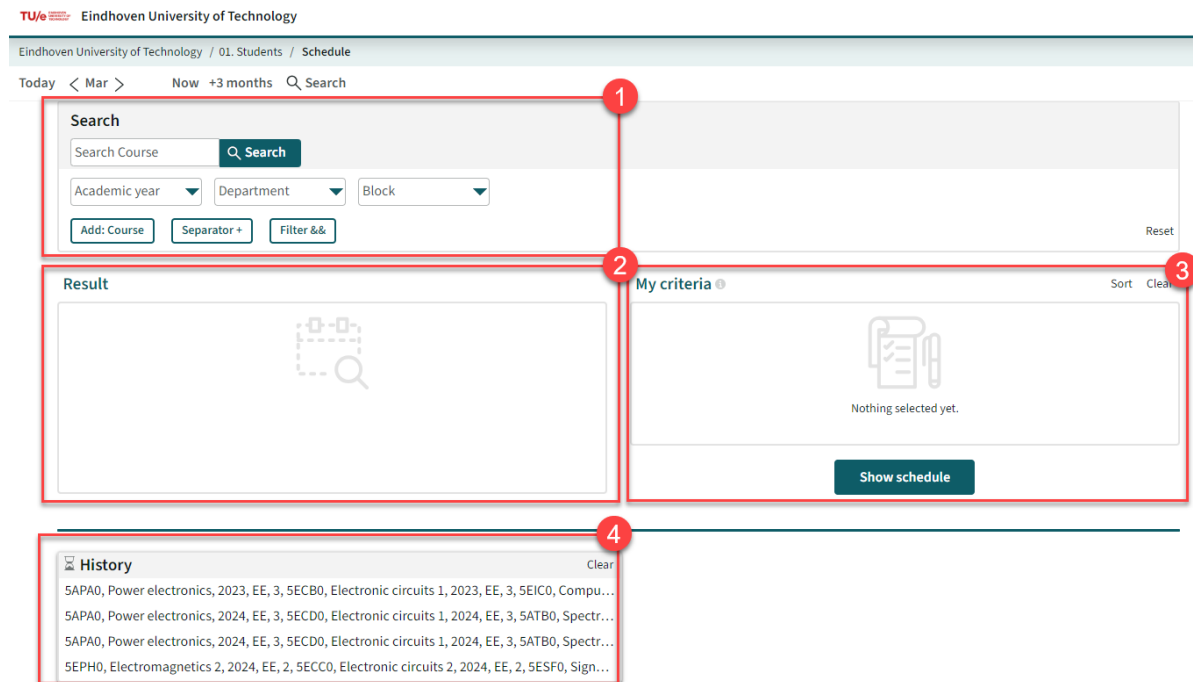 TU/e Eindhoven University of Technology
Eindhoven University of Technology / 01. Students / Schedule
Today < Mar > Now +3 months Search
1
Search
Search Course Search
Academic year Department Block
Add: Course Separator + Filter && Reset
2
3
Result
My criteria Sort Clear
Nothing selected yet.
Show schedule
4
History Clear
5APA0, Power electronics, 2023, EE, 3, 5ECB0, Electronic circuits 1, 2023, EE, 3, 5EIC0, Compu...
5APA0, Power electronics, 2024, EE, 3, 5ECD0, Electronic circuits 1, 2024, EE, 3, 5ATB0, Spectr...
5APA0, Power electronics, 2024, EE, 3, 5ECD0, Electronic circuits 1, 2024, EE, 3, 5ATB0, Spectr...
5EPH0, Electromagnetics 2, 2024, EE, 2, 5ECC0, Electronic circuits 2, 2024, EE, 2, 5ESF0, Sign...